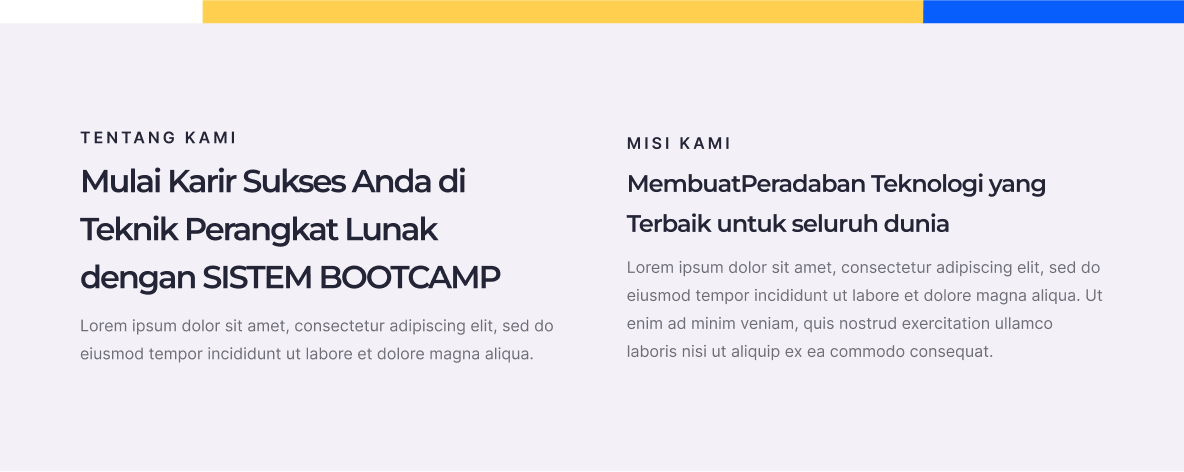 TENTANG KAMI
Mulai Karir Sukses Anda di
Teknik Perangkat Lunak
dengan SISTEM BOOTCAMP
Lorem ipsum dolor sit amet, consectetur adipiscing elit, sed do
eiusmod tempor incididunt ut labore et dolore magna aliqua.
MISI KAMI
MembuatPeradaban Teknologi yang
Terbaik untuk seluruh dunia
Lorem ipsum dolor sit amet, consectetur adipiscing elit, sed do
eiusmod tempor incididunt ut labore et dolore magna aliqua. Ut
enim ad minim veniam, quis nostrud exercitation ullamco
laboris nisi ut aliquip ex ea commodo consequat.